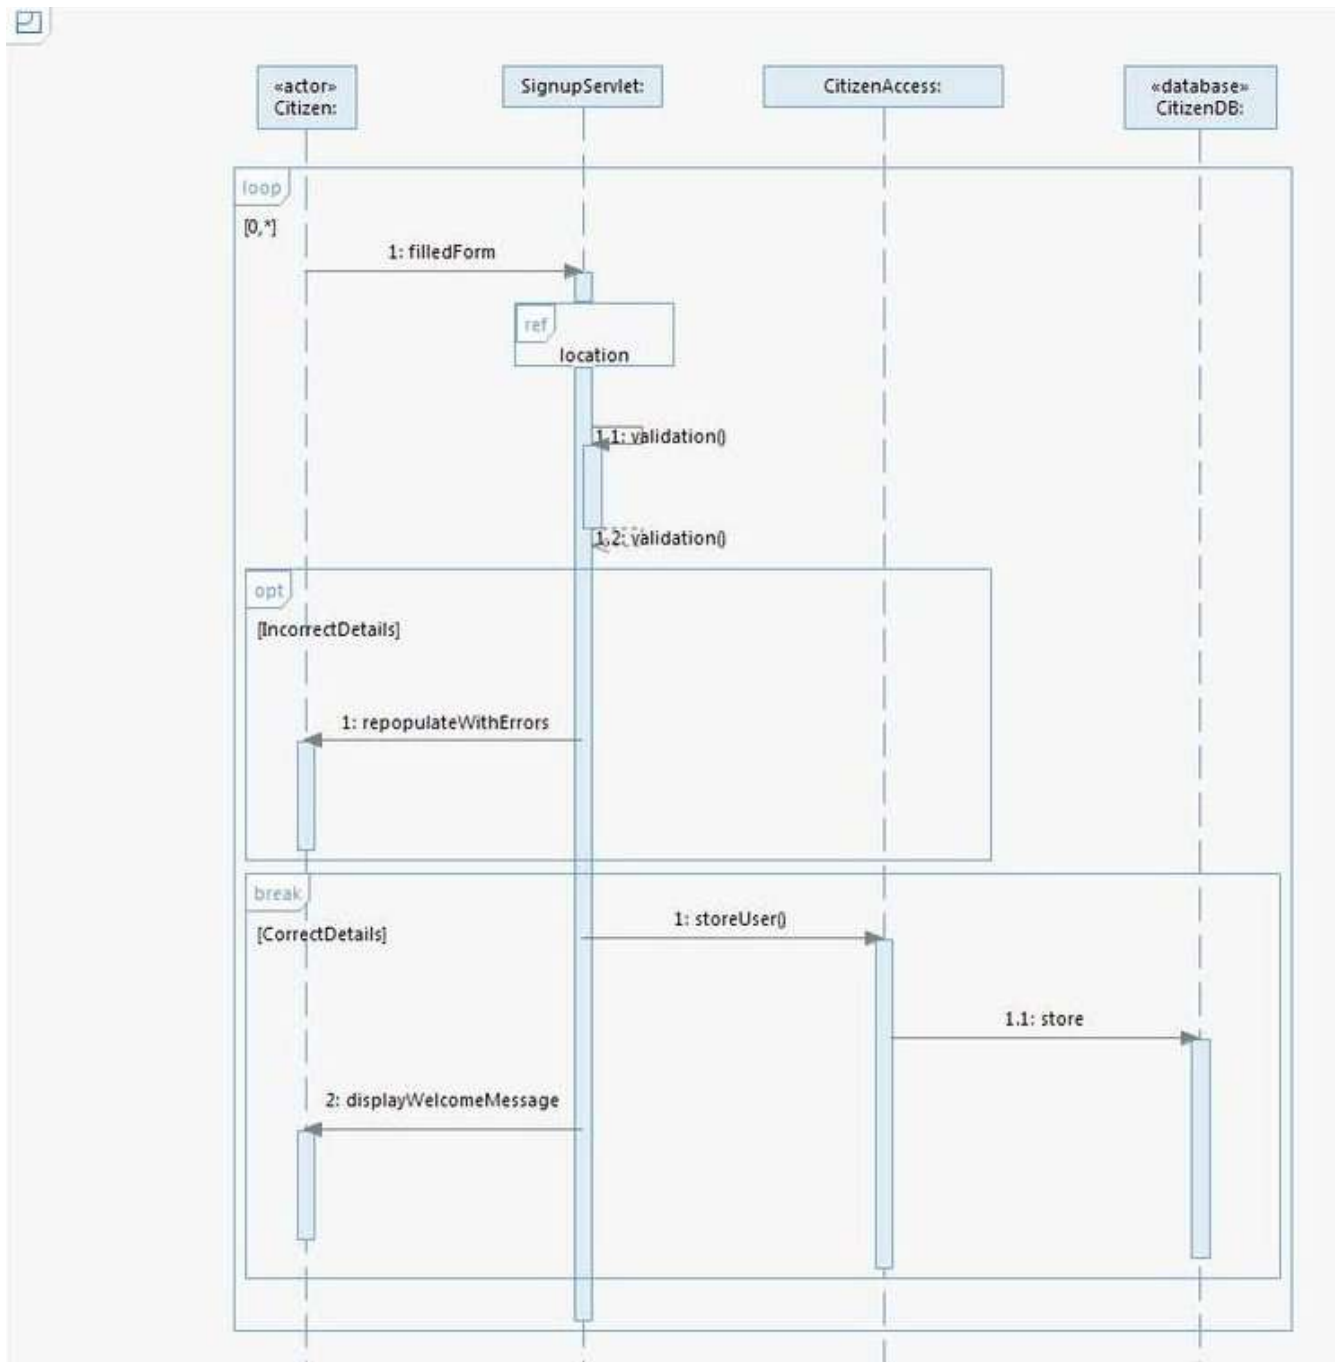 «actor»
Citizen:
SignupServlet:
CitizenAccess:
«database»
CitizenDB:
loop
[0,*]
1: filledForm
ref
location
1.1: validation()
1.2: validation()
opt
[IncorrectDetails]
1: repopulateWithErrors
break
[CorrectDetails]
1: storeUser()
1.1: store
2: displayWelcomeMessage